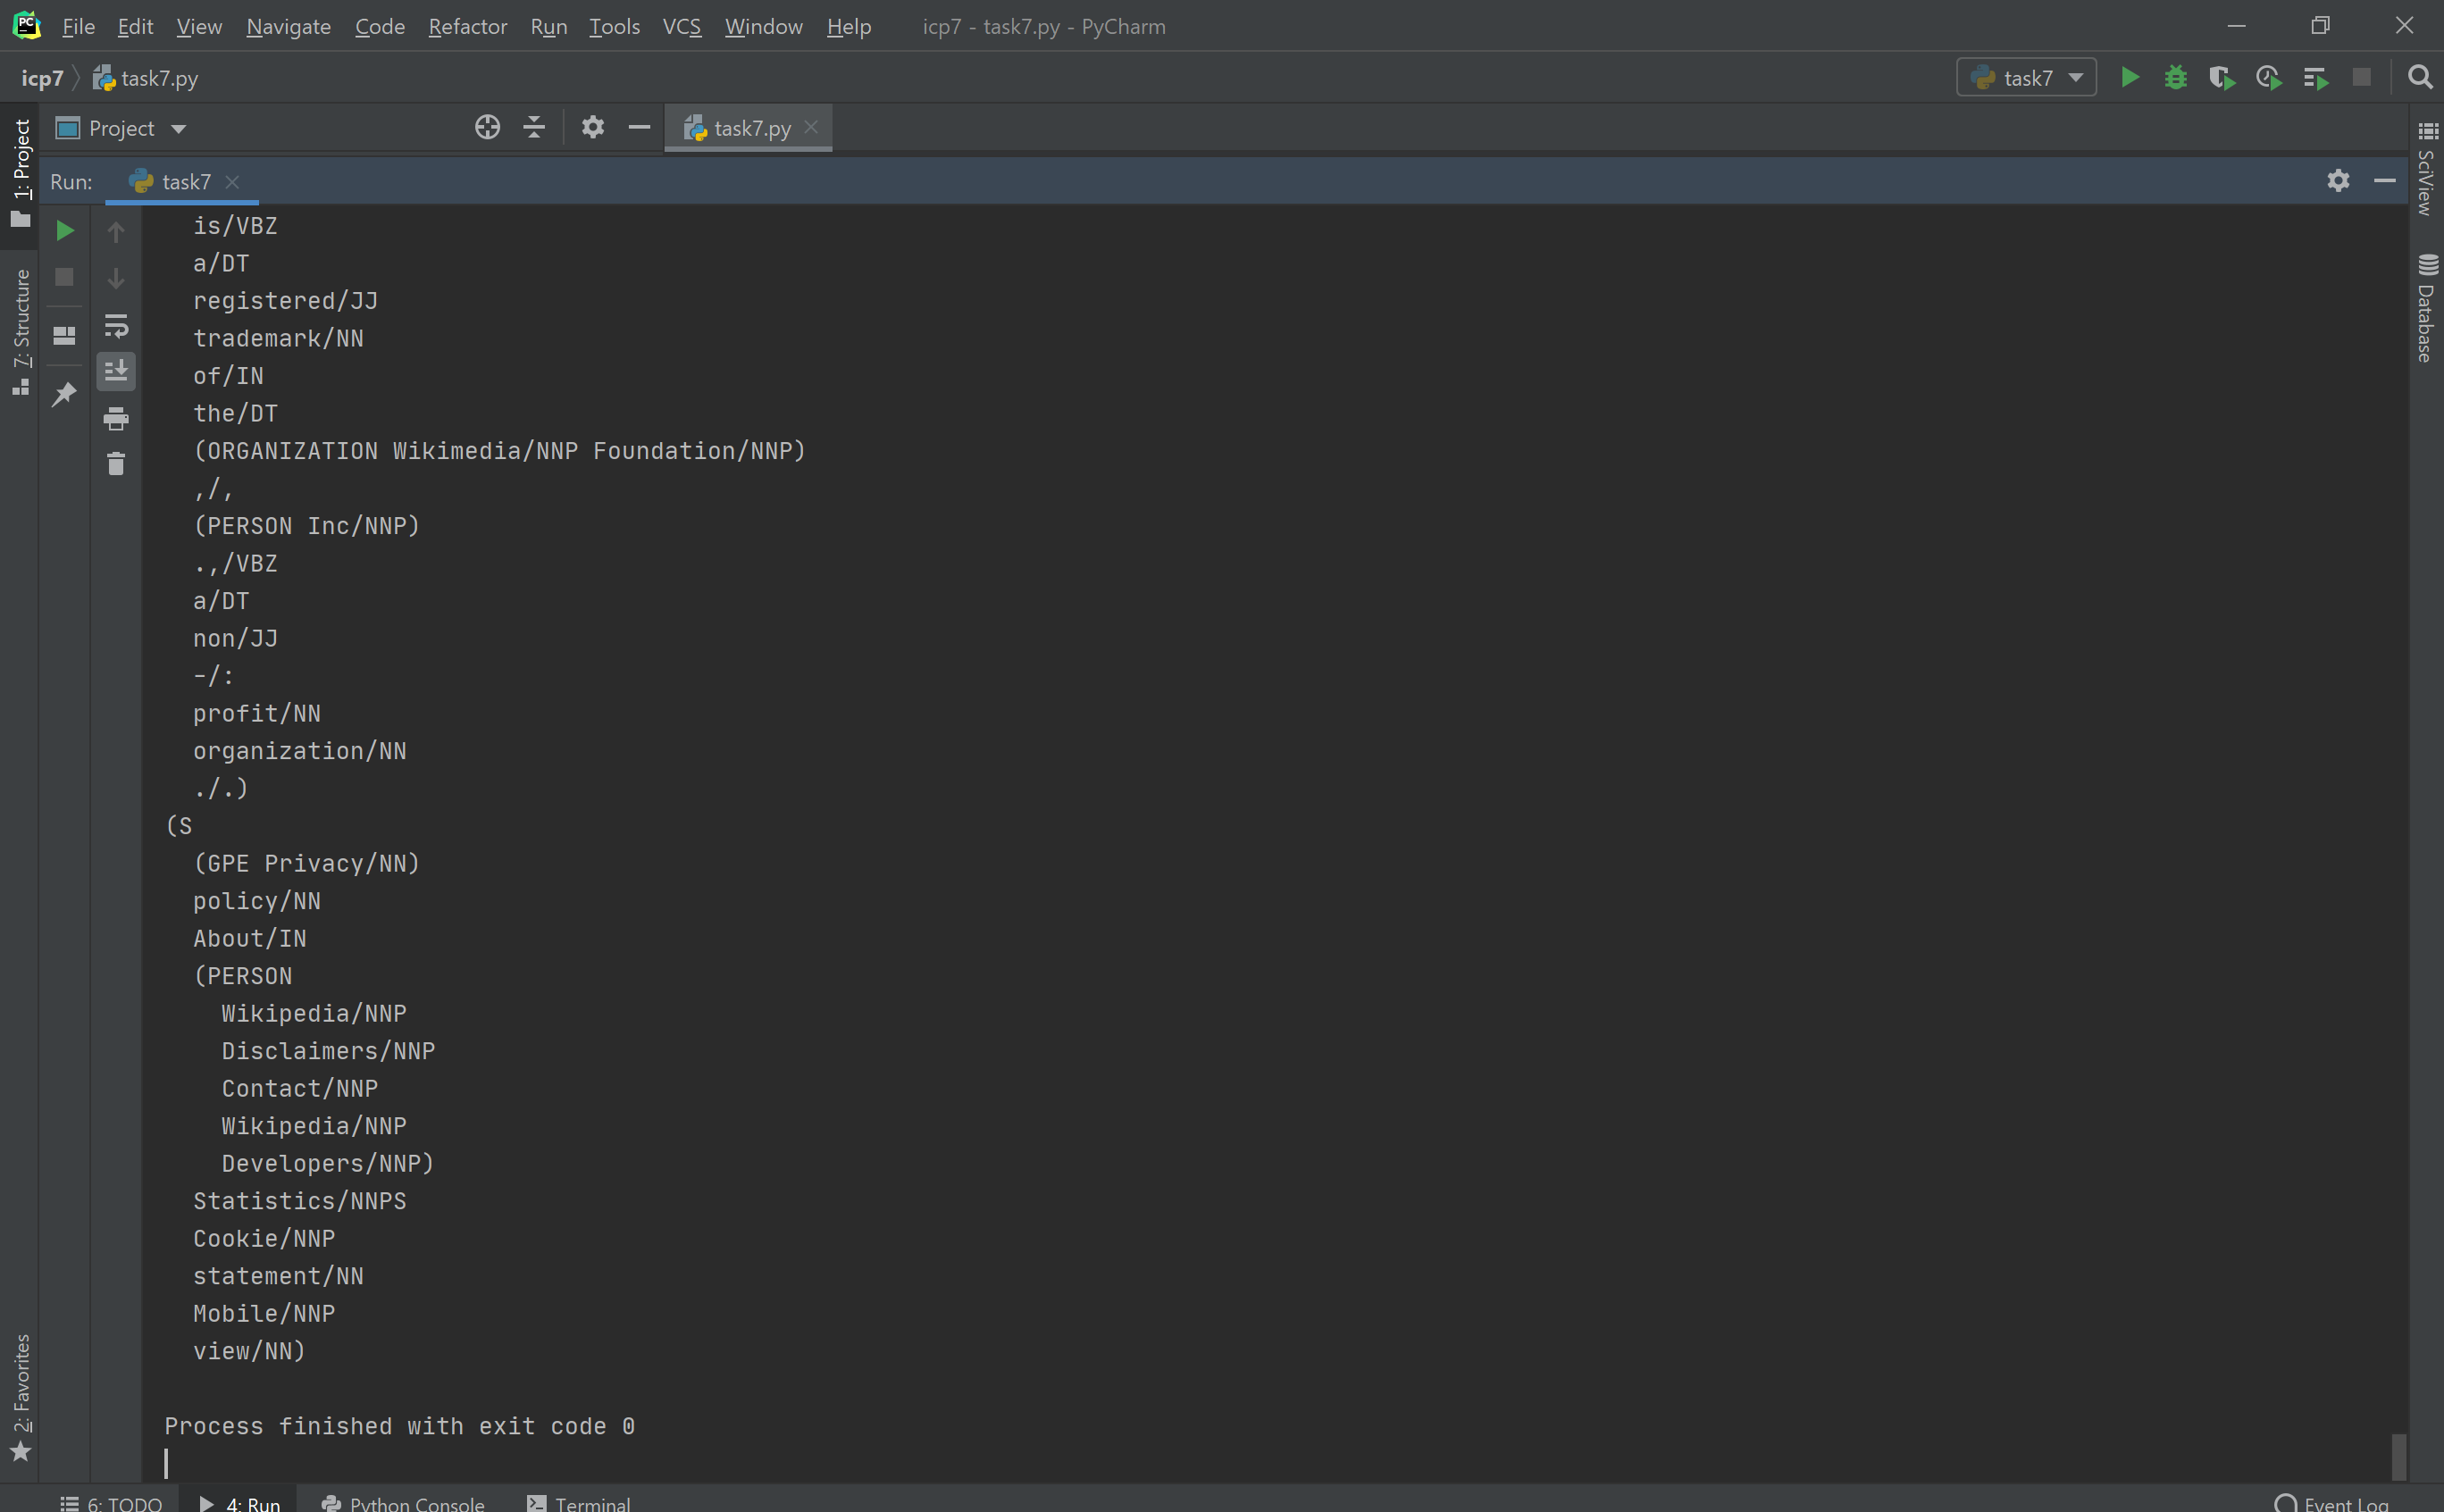 PC File Edit View Navigate Code Refactor Run Tools VCS Window Help icp7 - task7.py - PyCharm
icp7 task7.py task7
Project task7.py
Run: task7
1: Project
7: Structure
2: Favorites
SciView
Database
is/VBZ
a/DT
registered/JJ
trademark/NN
of/IN
the/DT
(ORGANIZATION Wikimedia/NNP Foundation/NNP)
,/,
(PERSON Inc/NNP)
.,/VBZ
a/DT
non/JJ
-/:
profit/NN
organization/NN
./.)
(S
(GPE Privacy/NN)
policy/NN
About/IN
(PERSON
Wikipedia/NNP
Disclaimers/NNP
Contact/NNP
Wikipedia/NNP
Developers/NNP)
Statistics/NNPS
Cookie/NNP
statement/NN
Mobile/NNP
view/NN)
Process finished with exit code 0
6: TODO 4: Run Python Console Terminal Event Log